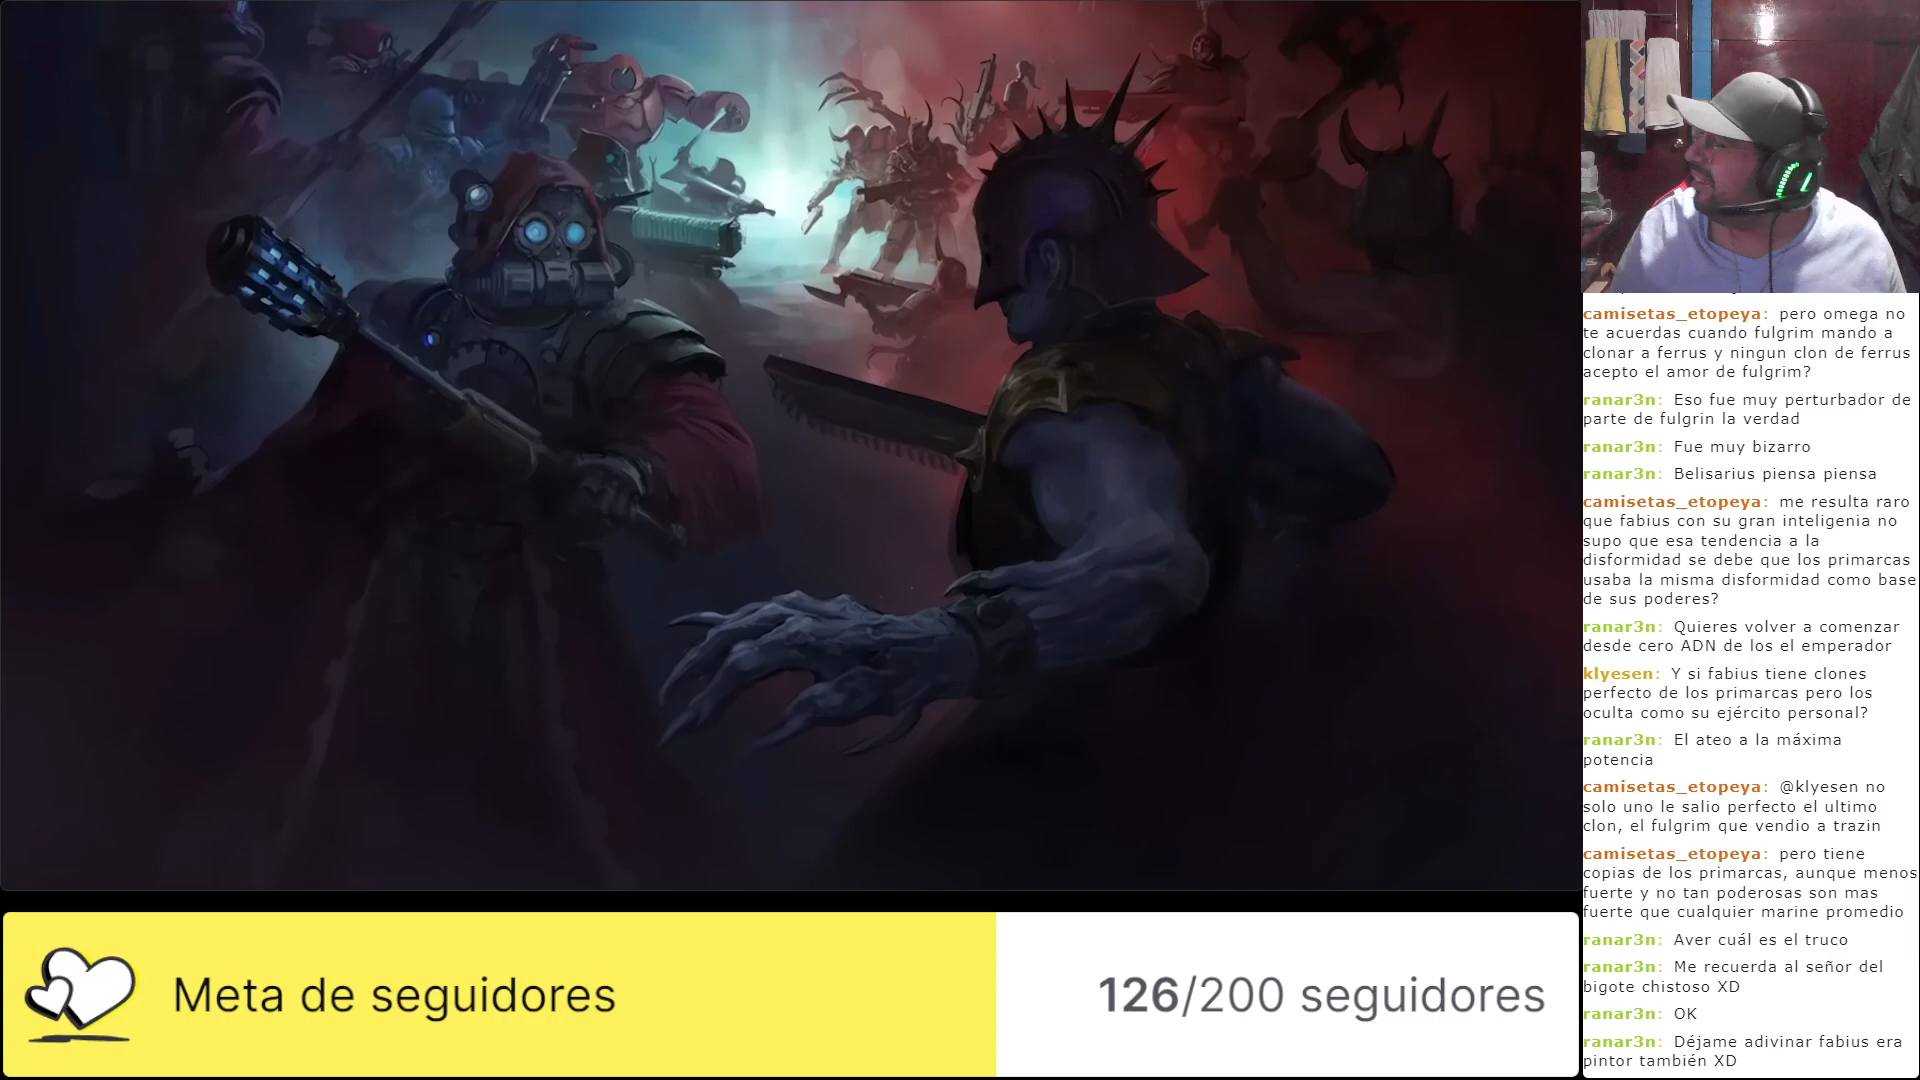 camisetas_etopeya: pero omega no
te acuerdas cuando fulgrim mando a
clonar a ferrus y ningun clon de ferrus
acepto el amor de fulgrim?
ranar3n: Eso fue muy perturbador de
parte de fulgrin la verdad
ranar3n: Fue muy bizarro
ranar3n: Belisarius piensa piensa
camisetas_etopeya: me resulta raro
que fabius con su gran inteligenia no
supo que esa tendencia a la
disformidad se debe que los primarcas
usaba la misma disformidad como base
de sus poderes?
ranar3n: Quieres volver a comenzar
desde cero ADN de los el emperador
klyesen: Y si fabius tiene clones
perfecto de los primarcas pero los
oculta como su ejército personal?
ranar3n: El ateo a la máxima
potencia
camisetas_etopeya: @klyesen no
solo uno le salio perfecto el ultimo
clon, el fulgrim que vendio a trazin
camisetas_etopeya: pero tiene
copias de los primarcas, aunque menos
fuerte y no tan poderosas son mas
fuerte que cualquier marine promedio
ranar3n: Aver cuál es el truco
ranar3n: Me recuerda al señor del
bigote chistoso XD
ranar3n: OK
ranar3n: Déjame adivinar fabius era
pintor también XD
Meta de seguidores
126/200 seguidores